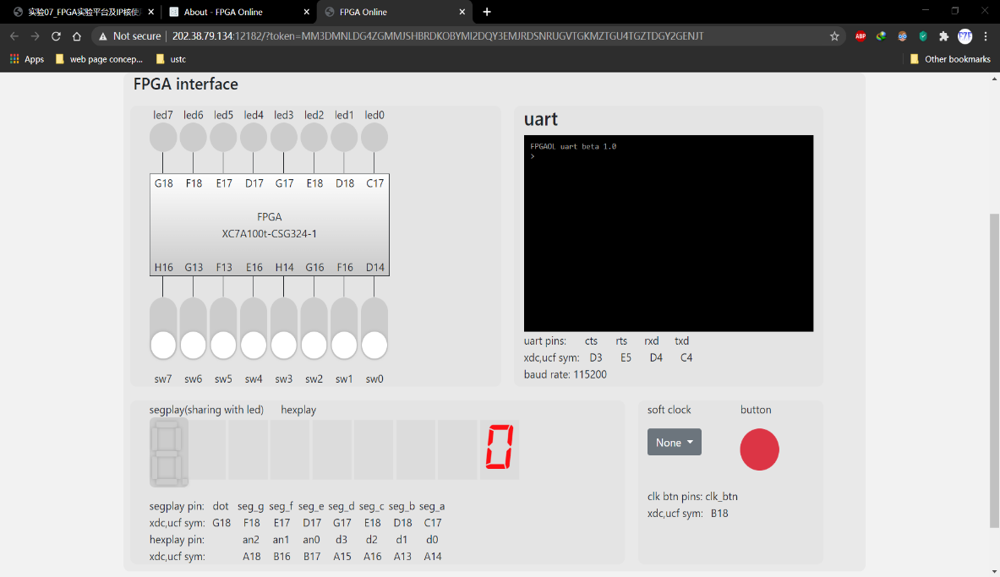 实验07_FPGA实验平台及IP核使 About - FPGA Online FPGA Online
Not secure 202.38.79.134:12182/?token=MM3DMNLDG4ZGMMJSHBRDKOBYMI2DQY3EMJRDSNRUGVTGKMZTGU4TGZTDGY2GENJT
Apps web page concep... ustc Other bookmarks
FPGA interface
led7 led6 led5 led4 led3 led2 led1 led0
G18 F18 E17 D17 G17 E18 D18 C17
FPGA
XC7A100t-CSG324-1
H16 G13 F13 E16 H14 G16 F16 D14
sw7 sw6 sw5 sw4 sw3 sw2 sw1 sw0
uart
FPGAOL uart beta 1.0
>
uart pins: cts rts rxd txd
xdc,ucf sym: D3 E5 D4 C4
baud rate: 115200
segplay(sharing with led) hexplay
0
segplay pin: dot seg_g seg_f seg_e seg_d seg_c seg_b seg_a
xdc,ucf sym: G18 F18 E17 D17 G17 E18 D18 C17
hexplay pin: an2 an1 an0 d3 d2 d1 d0
xdc,ucf sym: A18 B16 B17 A15 A16 A13 A14
soft clock button
None
clk btn pins: clk_btn
xdc,ucf sym: B18